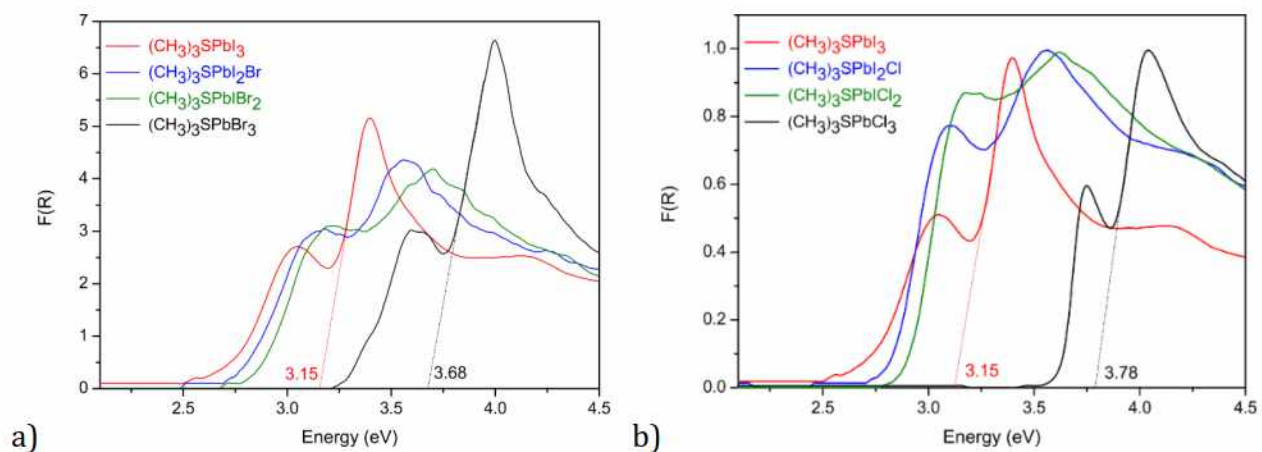 7
6
5
4
3
2
1
0
F(R)
(CH3)3SPbI3
(CH3)3SPbI2Br
(CH3)3SPbIBr2
(CH3)3SPbBr3
3.15
3.68
2.5 3.0 3.5 4.0 4.5
Energy (eV)
a)
1.0
0.8
0.6
0.4
0.2
0.0
F(R)
(CH3)3SPbI3
(CH3)3SPbI2Cl
(CH3)3SPbICl2
(CH3)3SPbCl3
3.15
3.78
2.5 3.0 3.5 4.0 4.5
Energy (eV)
b)